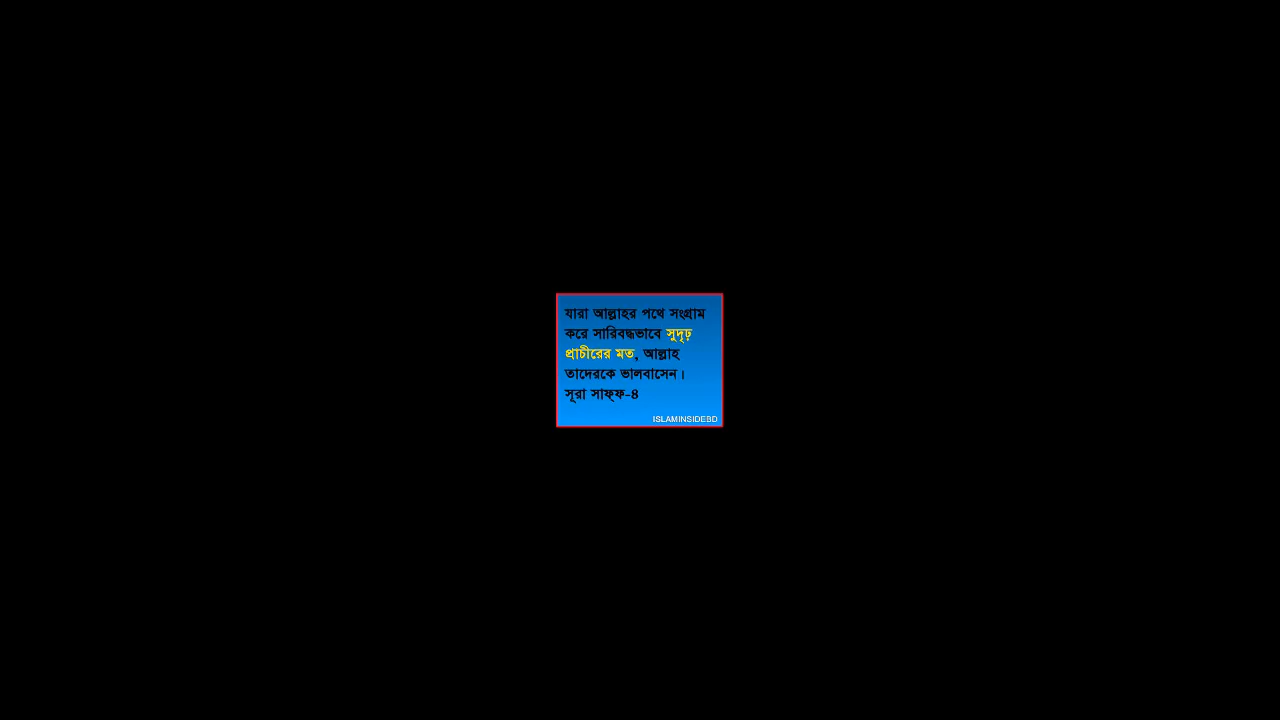 যারা আল্লাহর পথে সংগ্রাম
করে সারিবদ্ধভাবে সুদৃঢ়
প্রাচীরের মত, আল্লাহ
তাদেরকে ভালবাসেন।
সূরা সাফ্ফ-৪
ISLAMINSIDEBD